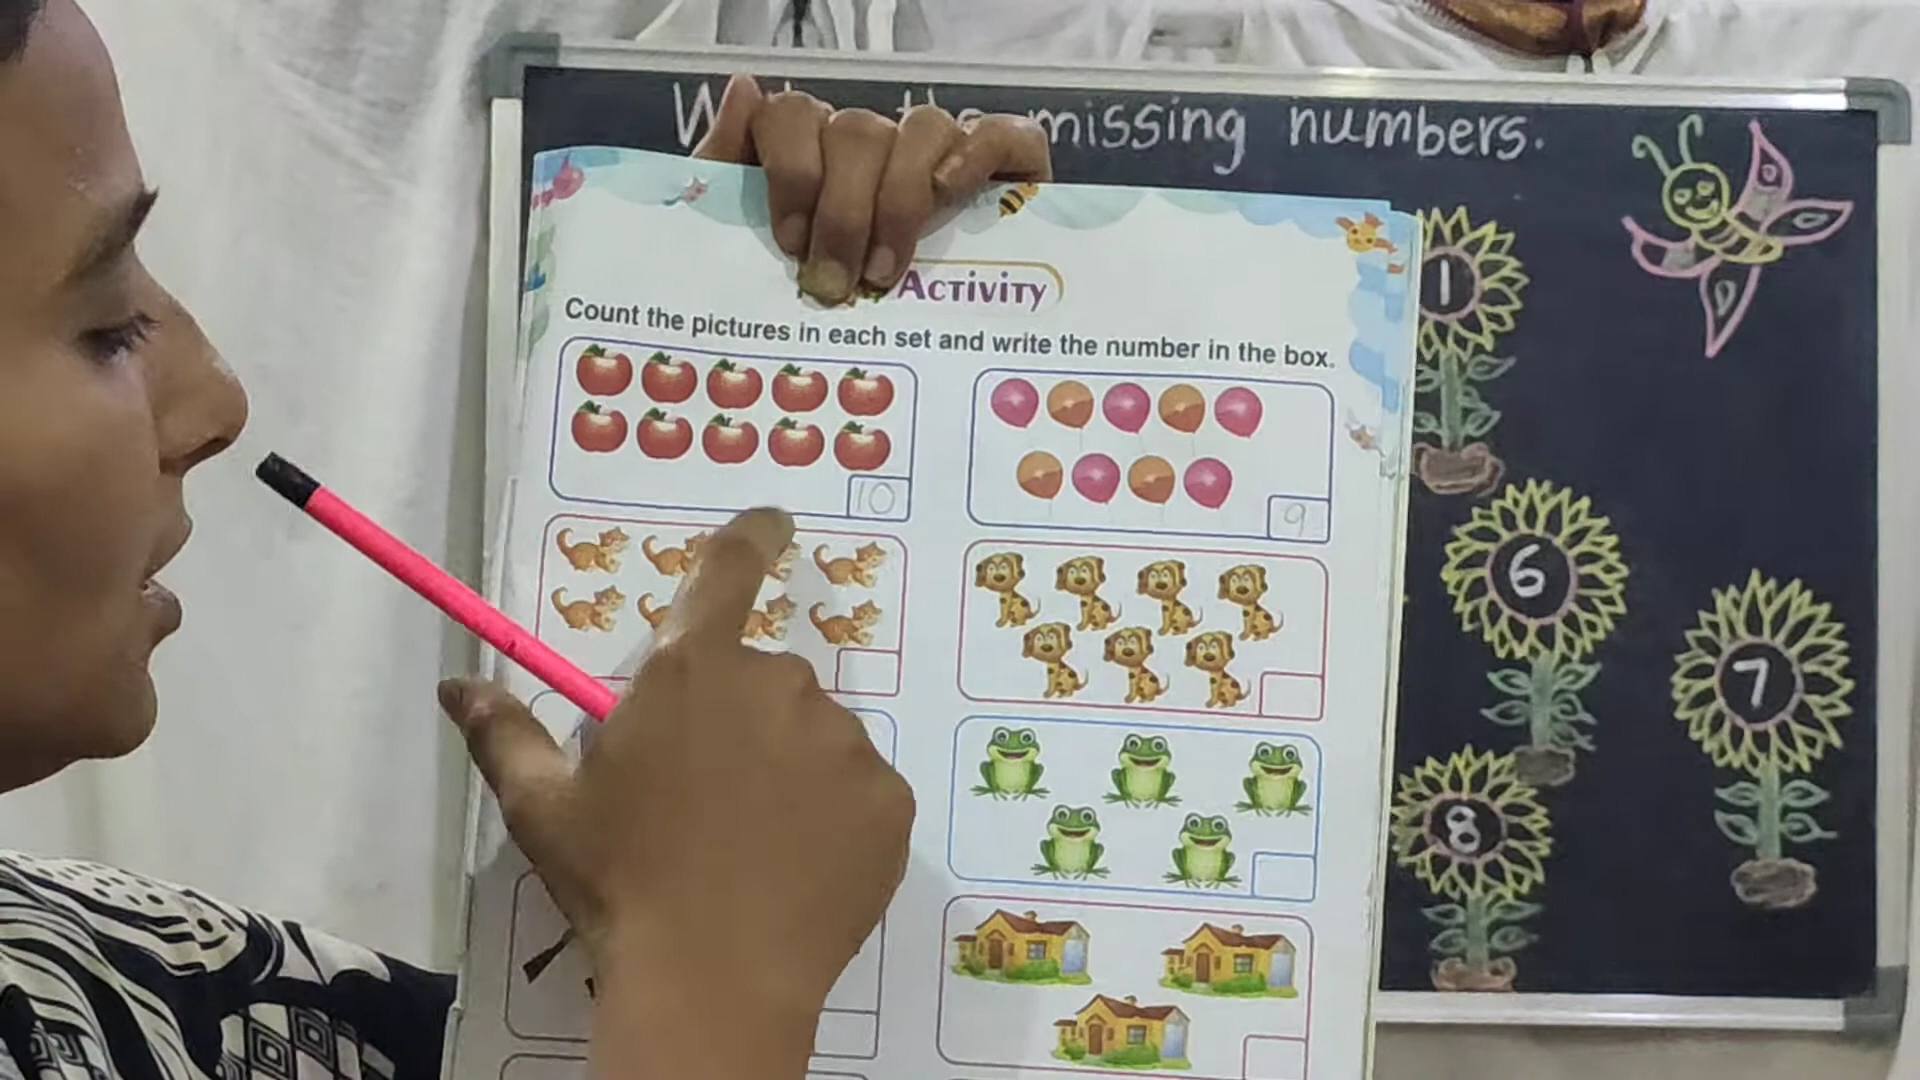 missing numbers.
Activity
Count the pictures in each set and write the number in the box.
10
9
1
6
7
8